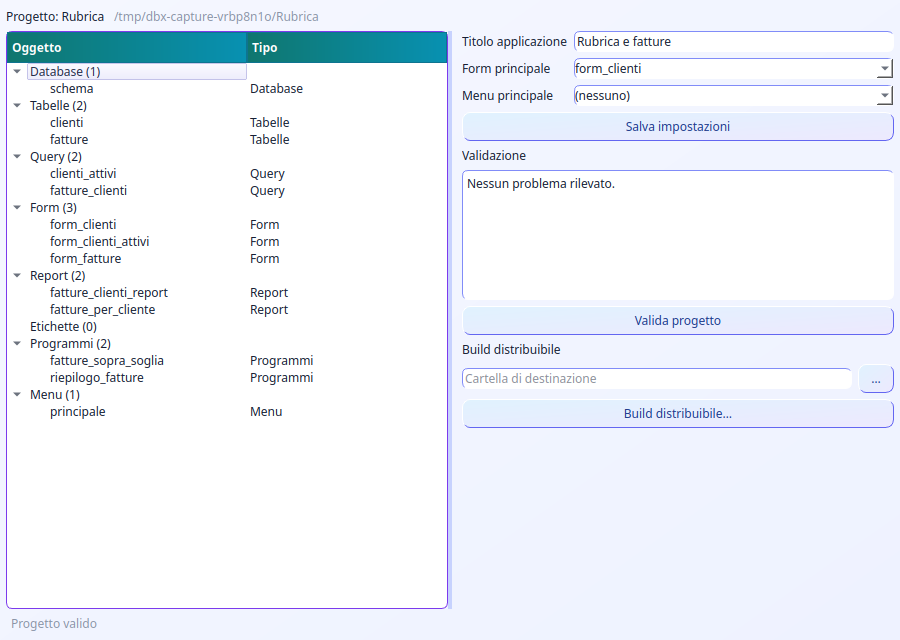 Progetto: Rubrica /tmp/dbx-capture-vrbp8n1o/Rubrica
Oggetto Tipo
Database (1)
schema Database
Tabelle (2)
clienti Tabelle
fatture Tabelle
Query (2)
clienti_attivi Query
fatture_clienti Query
Form (3)
form_clienti Form
form_clienti_attivi Form
form_fatture Form
Report (2)
fatture_clienti_report Report
fatture_per_cliente Report
Etichette (0)
Programmi (2)
fatture_sopra_soglia Programmi
riepilogo_fatture Programmi
Menu (1)
principale Menu
Titolo applicazione Rubrica e fatture
Form principale form_clienti
Menu principale (nessuno)
Salva impostazioni
Validazione
Nessun problema rilevato.
Valida progetto
Build distribuibile
Cartella di destinazione ...
Build distribuibile...
Progetto valido